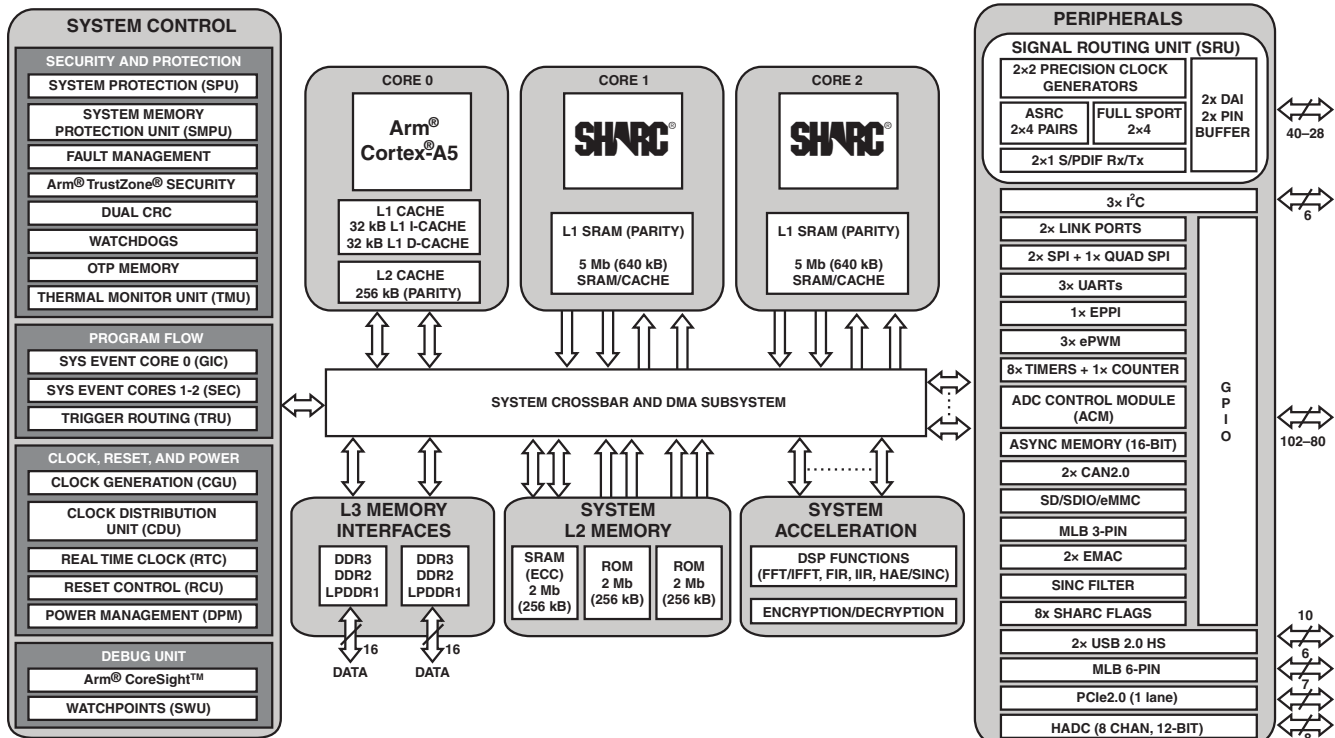 SYSTEM CONTROL
SECURITY AND PROTECTION
SYSTEM PROTECTION (SPU)
SYSTEM MEMORY
PROTECTION UNIT (SMPU)
FAULT MANAGEMENT
Arm® TrustZone® SECURITY
DUAL CRC
WATCHDOGS
OTP MEMORY
THERMAL MONITOR UNIT (TMU)
PROGRAM FLOW
SYS EVENT CORE 0 (GIC)
SYS EVENT CORES 1-2 (SEC)
TRIGGER ROUTING (TRU)
CLOCK, RESET, AND POWER
CLOCK GENERATION (CGU)
CLOCK DISTRIBUTION
UNIT (CDU)
REAL TIME CLOCK (RTC)
RESET CONTROL (RCU)
POWER MANAGEMENT (DPM)
DEBUG UNIT
Arm® CoreSight™
WATCHPOINTS (SWU)
CORE 0
Arm®
Cortex®-A5
L1 CACHE
32 kB L1 I-CACHE
32 kB L1 D-CACHE
L2 CACHE
256 kB (PARITY)
CORE 1
SHARC®
L1 SRAM (PARITY)
5 Mb (640 kB)
SRAM/CACHE
CORE 2
SHARC®
L1 SRAM (PARITY)
5 Mb (640 kB)
SRAM/CACHE
SYSTEM CROSSBAR AND DMA SUBSYSTEM
L3 MEMORY
INTERFACES
DDR3
DDR2
LPDDR1
DDR3
DDR2
LPDDR1
16
16
DATA
DATA
SYSTEM
L2 MEMORY
SRAM
(ECC)
2 Mb
(256 kB)
ROM
2 Mb
(256 kB)
ROM
2 Mb
(256 kB)
SYSTEM
ACCELERATION
DSP FUNCTIONS
(FFT/IFFT, FIR, IIR, HAE/SINC)
ENCRYPTION/DECRYPTION
PERIPHERALS
SIGNAL ROUTING UNIT (SRU)
2×2 PRECISION CLOCK
GENERATORS
ASRC
2×4 PAIRS
FULL SPORT
2×4
2×1 S/PDIF Rx/Tx
2x DAI
2x PIN
BUFFER
40–28
3× I²C
6
2× LINK PORTS
2× SPI + 1× QUAD SPI
3× UARTs
1× EPPI
3× ePWM
8× TIMERS + 1× COUNTER
ADC CONTROL MODULE
(ACM)
ASYNC MEMORY (16-BIT)
2× CAN2.0
SD/SDIO/eMMC
MLB 3-PIN
2× EMAC
SINC FILTER
8x SHARC FLAGS
G
P
I
O
102–80
2× USB 2.0 HS
10
MLB 6-PIN
6
PCIe2.0 (1 lane)
7
HADC (8 CHAN, 12-BIT)
8